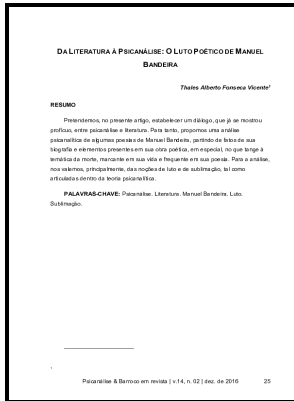 DA LITERATURA À PSICANÁLISE: O LUTO POÉTICO DE MANUEL
BANDEIRA
Thales Alberto Fonseca Vicente¹
RESUMO
Pretendemos, no presente artigo, estabelecer um diálogo, que já se mostrou
profícuo, entre psicanálise e literatura. Para tanto, propomos uma análise
psicanalítica de algumas poesias de Manuel Bandeira, partindo de fatos de sua
biografia e elementos presentes em sua obra poética, em especial, no que tange à
temática da morte, marcante em sua vida e frequente em sua poesia. Para a análise,
nos valemos, principalmente, das noções de luto e de sublimação, tal como
articuladas dentro da teoria psicanalítica.
PALAVRAS-CHAVE: Psicanálise. Literatura. Manuel Bandeira. Luto.
Sublimação.
¹
Psicanálise & Barroco em revista | v.14, n. 02 | dez. de 2016 25